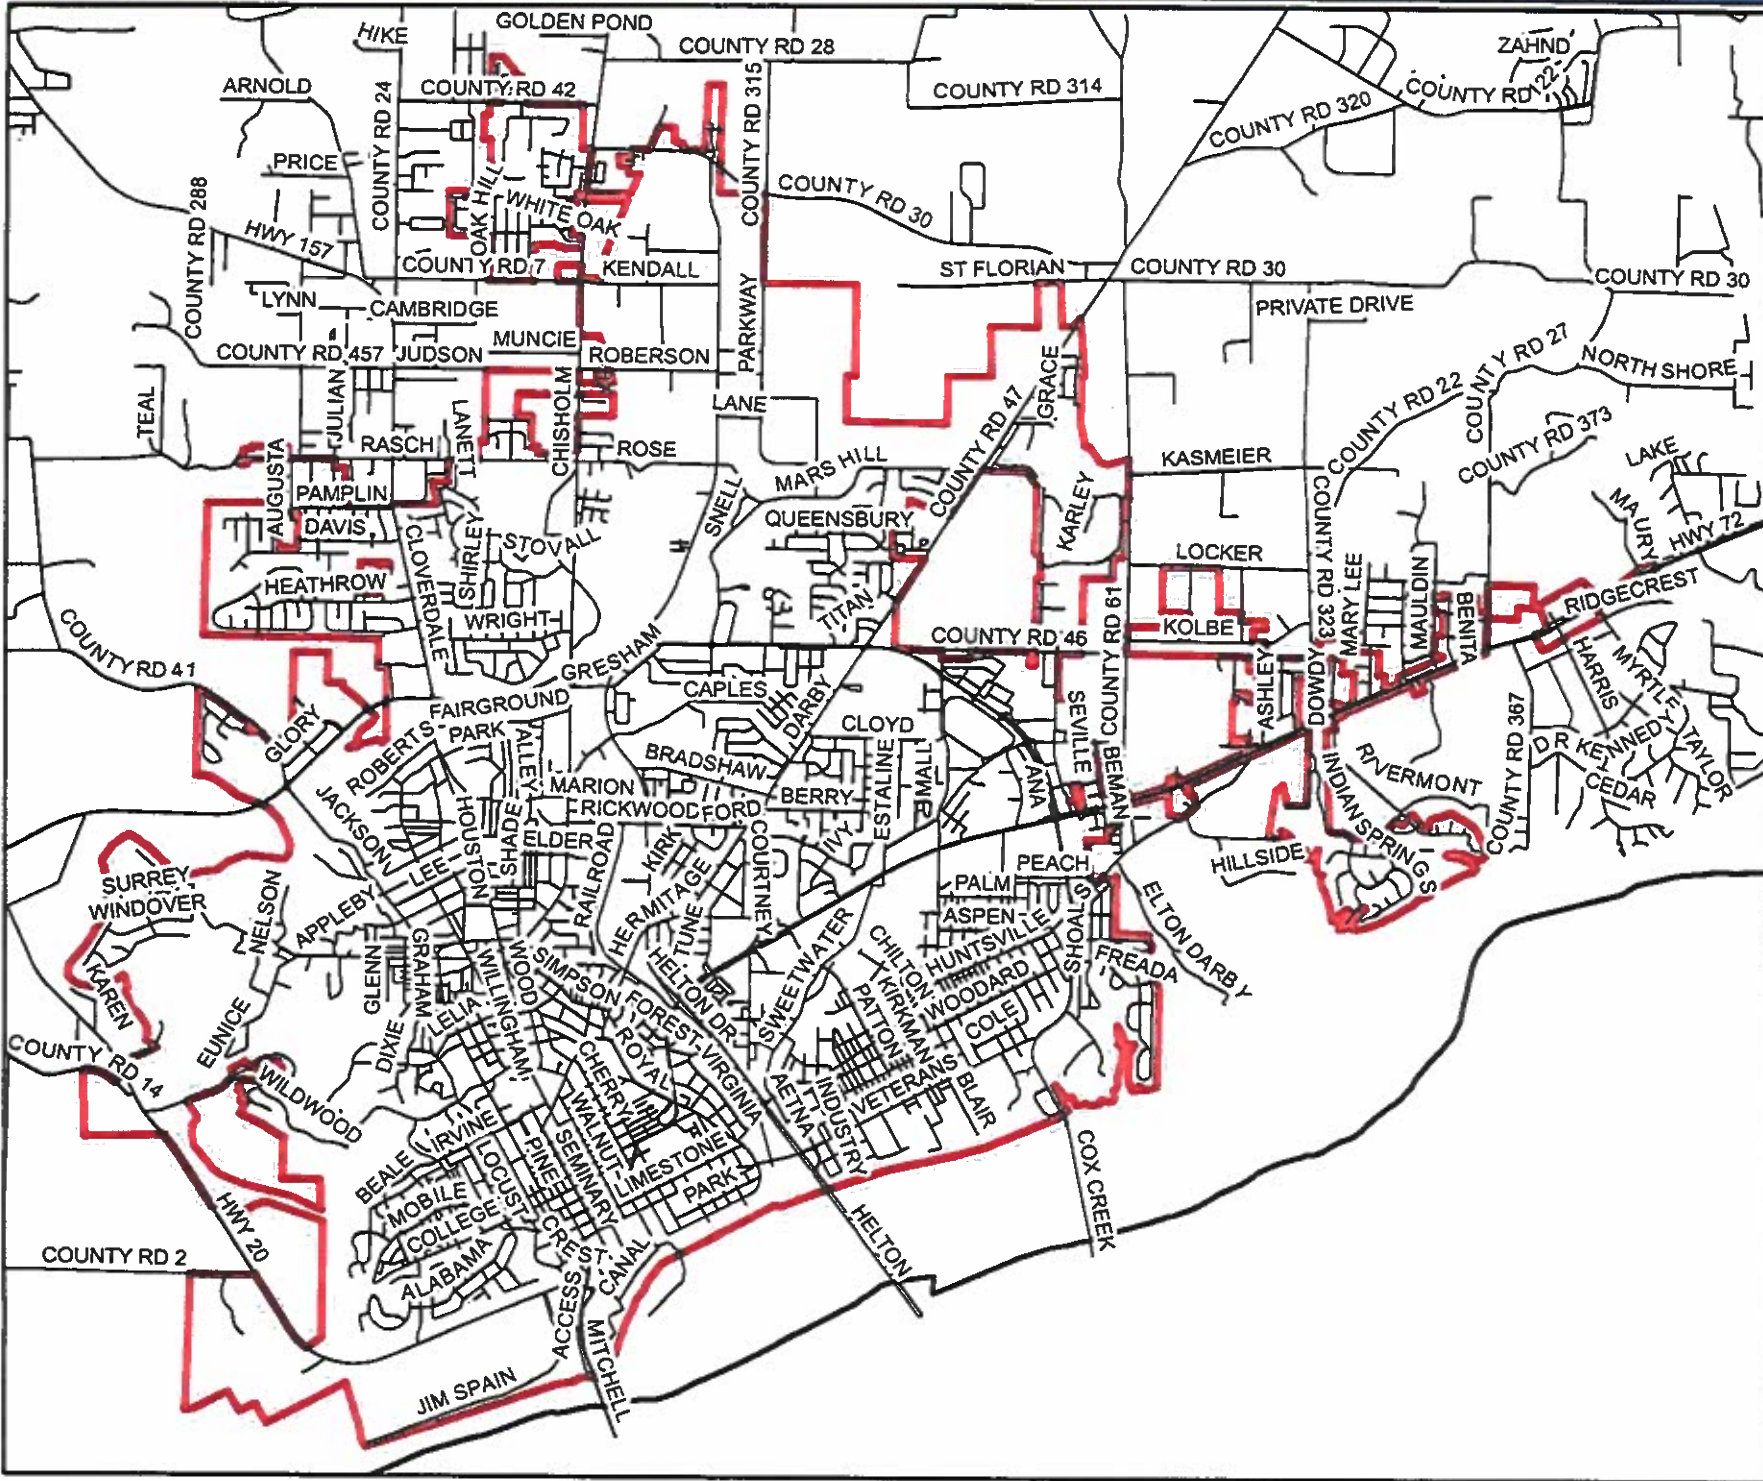 HIKE
GOLDEN POND
COUNTY RD 28
ZAHND
ARNOLD
COUNTY RD 24
COUNTY RD 42
COUNTY RD 315
COUNTY RD 314
COUNTY RD 122
COUNTY RD 320
PRICE
COUNTY RD 288
OAK HILL
WHITE OAK
COUNTY RD 30
HWY 157
COUNTY RD 7
KENDALL
ST FLORIAN
COUNTY RD 30
COUNTY RD 30
LYNN
CAMBRIDGE
PRIVATE DRIVE
MUNCIE
PARKWAY
COUNTY RD 457
JUDSON
ROBERSON
GRACE
COUNTY RD 27
NORTH SHORE
TEAL
JULIAN
LANETT
CHISHOLM
LANE
COUNTY RD 47
COUNTY RD 22
COUNTY
COUNTY RD 373
AUGUSTA
RASCH
ROSE
MARS HILL
KASMEIER
LAKE
PAMPLIN
SNELL
KARLEY
COUNTY RD 323
MAURY
HWY 72
DAVIS
CLOVERDALE
SHIRLEY
STOVALL
QUEENSBURY
LOCKER
MARY LEE
MAULDIN
BENITA
RIDGECREST
HEATHROW
WRIGHT
TITAN
COUNTY RD 61
KOLBE
COUNTY RD 46
COUNTY RD 41
GRESHAM
ASHLEY
DOWDY
HARRIS
MYRTLE
FAIRGROUND
CAPLES
DARBY
SEVILLE
COUNTY RD 367
GLORY
ROBERTS
PARK
ALLEY
BRADSHAW
CLOYD
BEMAN
D R KENNEDY
TAYLOR
JACKSON
HOUSTON
SHADE
MARION
RICKWOOD
FORD
BERRY
ESTALINE
MALL
ANA
INDIANSPRINGS
RIVERMONT
CEDAR
LEE
ELDER
RAILROAD
KIRK
COURTNEY
IVY
PEACH
HILLSIDE
SURREY
WINDOVER
NELSON
APPLEBY
HERMITAGE
TUNE
PALM
ASPEN
SHOALS
ELTON DARBY
KAREN
GLENN
GRAHAM
WILLINGHAM
WOOD
SIMPSON
FOREST
HELTON DR
SWEETWATER
CHILTON
HUNTSVILLE
FREADA
EUNICE
DIXIE
LELIA
ROYAL
VIRGINIA
PATTON
KIRKMAN
WOODARD
COLE
COUNTY RD 14
WILDWOOD
CHERRY
AETNA
INDUSTRY
VETERANS
BLAIR
BEALE
IRVINE
LOCUST
PINE
SEMINARY
WALNUT
LIMESTONE
PARK
COX CREEK
HWY 20
MOBILE
COLLEGE
CREST
CANAL
HELTON
COUNTY RD 2
ALABAMA
ACCESS
MITCHELL
JIM SPAIN